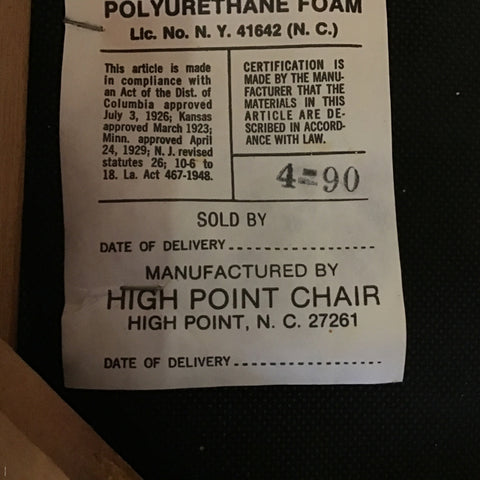 POLYURETHANE FOAM
Lic. No. N. Y. 41642 (N. C.)
This article is made
in compliance with
an Act of the Dist. of
Columbia approved
July 3, 1926; Kansas
approved March 1923;
Minn. approved April
24, 1929; N. J. revised
statutes 26; 10-6 to
18. La. Act 467-1948.
CERTIFICATION IS
MADE BY THE MANU-
FACTURER THAT THE
MATERIALS IN THIS
ARTICLE ARE DE-
SCRIBED IN ACCORD-
ANCE WITH LAW.
4-90
SOLD BY
DATE OF DELIVERY
MANUFACTURED BY
HIGH POINT CHAIR
HIGH POINT, N. C. 27261
DATE OF DELIVERY